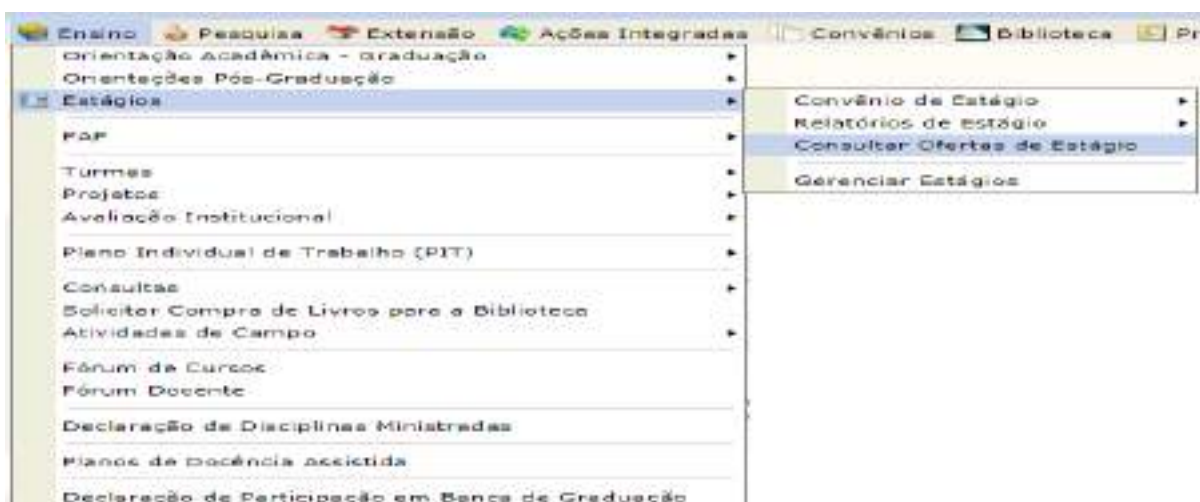 Ensino Pesquisa Extensão Ações Integradas Convênios Biblioteca Pr
Orientação Acadêmica - Graduação
Orientações Pós-Graduação
Estágios
PAP
Turmas
Projetos
Avaliação Institucional
Plano Individual de Trabalho (PIT)
Consultas
Solicitar Compra de Livros para a Biblioteca
Atividades de Campo
Fórum de Cursos
Fórum Docente
Declaração de Disciplinas Ministradas
Planos de Docência Assistida
Declaração de Participação em Banca de Graduação
Convênio de Estágio
Relatórios de Estágio
Consultar Ofertas de Estágio
Gerenciar Estágios